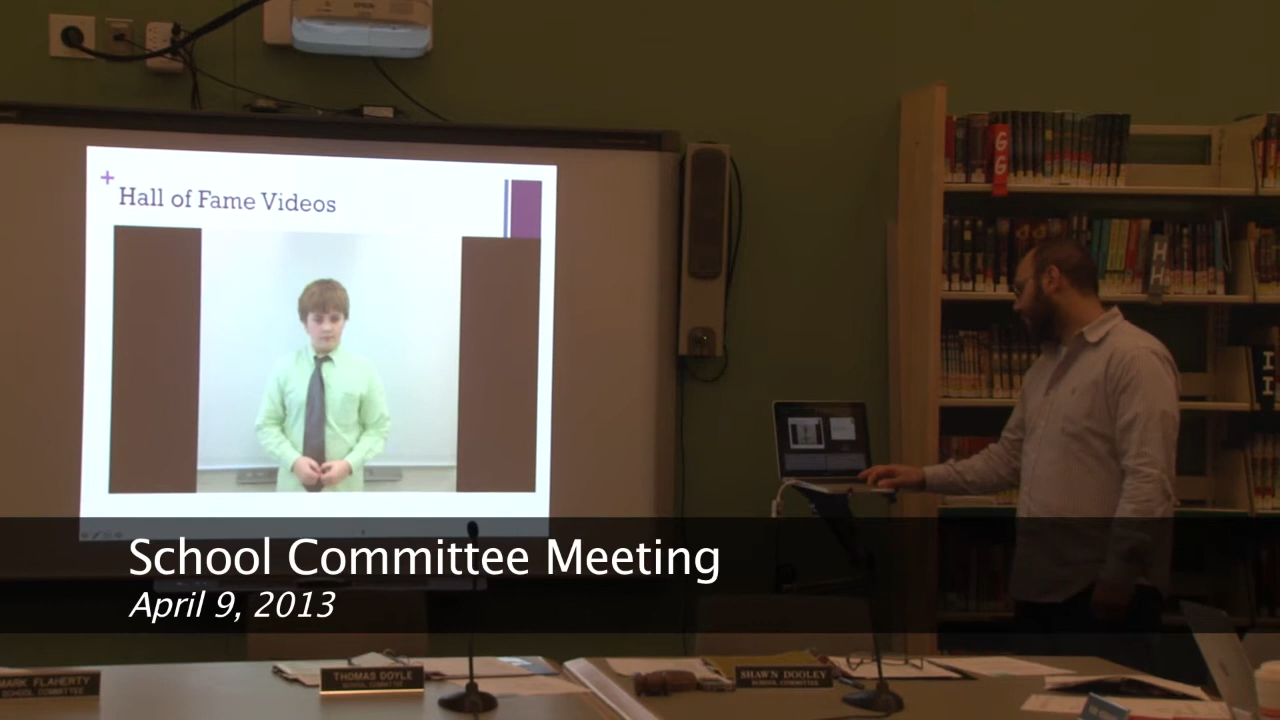 EPSON
+
Hall of Fame Videos
G
G
H
H
I
I
School Committee Meeting
April 9, 2013
MARK FLAHERTY
SCHOOL COMMITTEE
THOMAS DOYLE
SCHOOL COMMITTEE
SHAWN DOOLEY
SCHOOL COMMITTEE